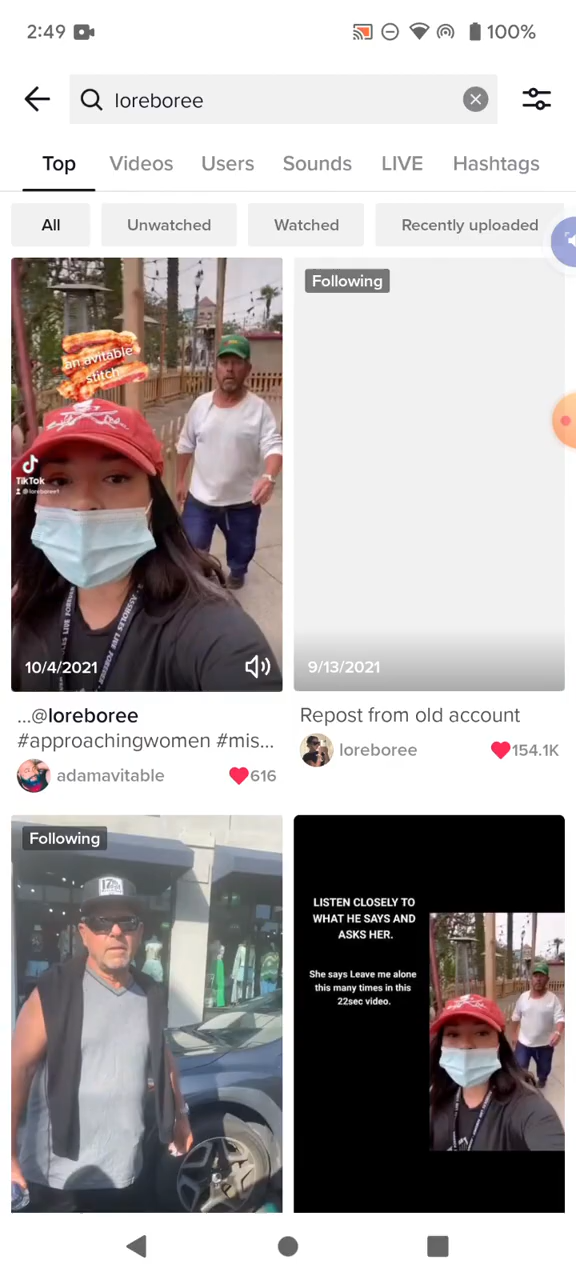 2:49
100%
loreboree
Top Videos Users Sounds LIVE Hashtags
All Unwatched Watched Recently uploaded
an avitable
stitch
TikTok
@loreboree1
10/4/2021
...@loreboree
#approachingwomen #mis...
adamavitable
616
Following
9/13/2021
Repost from old account
loreboree
154.1K
Following
LISTEN CLOSELY TO
WHAT HE SAYS AND
ASKS HER.
She says Leave me alone
this many times in this
22sec video.